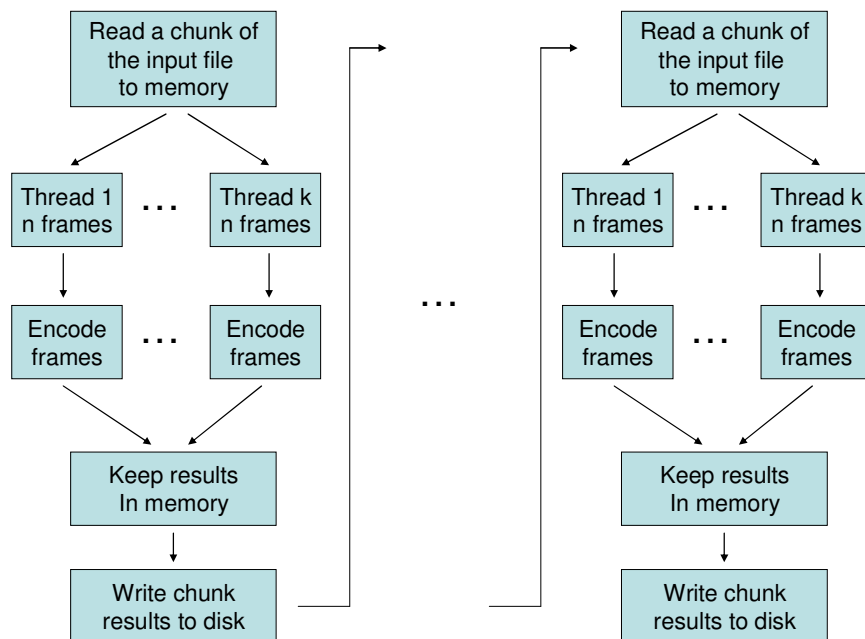 Read a chunk of
the input file
to memory
Thread 1
n frames
...
Thread k
n frames
Encode
frames
...
Encode
frames
Keep results
In memory
Write chunk
results to disk
...
Read a chunk of
the input file
to memory
Thread 1
n frames
...
Thread k
n frames
Encode
frames
...
Encode
frames
Keep results
In memory
Write chunk
results to disk